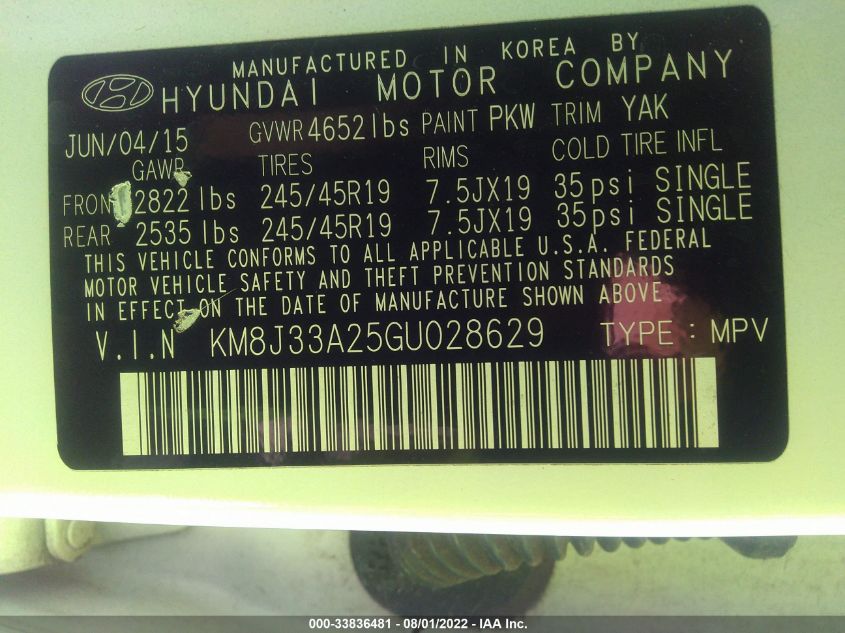 MANUFACTURED IN KOREA BY
HYUNDAI MOTOR COMPANY
JUN/04/15 GVWR 4652 lbs PAINT PKW TRIM YAK
GAWR TIRES RIMS COLD TIRE INFL
FRONT 2822 lbs 245/45R19 7.5JX19 35psi SINGLE
REAR 2535 lbs 245/45R19 7.5JX19 35psi SINGLE
THIS VEHICLE CONFORMS TO ALL APPLICABLE U.S.A. FEDERAL
MOTOR VEHICLE SAFETY AND THEFT PREVENTION STANDARDS
IN EFFECT ON THE DATE OF MANUFACTURE SHOWN ABOVE
V.I.N KM8J33A25GU028629 TYPE : MPV
000-33836481 - 08/01/2022 - IAA Inc.